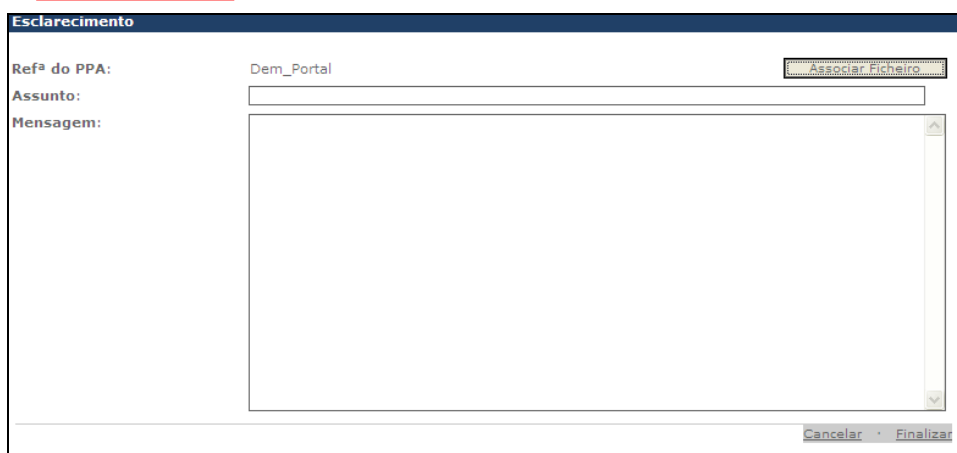 Esclarecimento
Refª do PPA: Dem_Portal Associar Ficheiro
Assunto:
Mensagem:
Cancelar · Finalizar